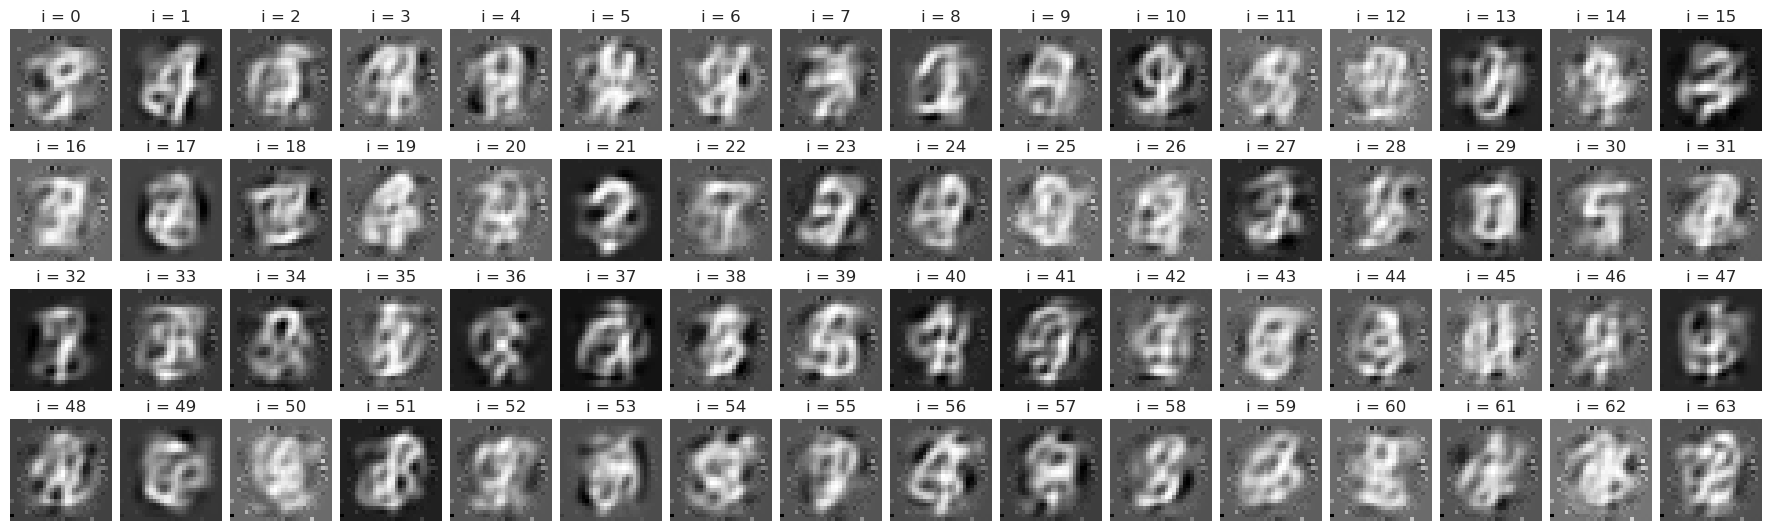 i = 0 i = 1 i = 2 i = 3 i = 4 i = 5 i = 6 i = 7 i = 8 i = 9 i = 10 i = 11 i = 12 i = 13 i = 14 i = 15
i = 16 i = 17 i = 18 i = 19 i = 20 i = 21 i = 22 i = 23 i = 24 i = 25 i = 26 i = 27 i = 28 i = 29 i = 30 i = 31
i = 32 i = 33 i = 34 i = 35 i = 36 i = 37 i = 38 i = 39 i = 40 i = 41 i = 42 i = 43 i = 44 i = 45 i = 46 i = 47
i = 48 i = 49 i = 50 i = 51 i = 52 i = 53 i = 54 i = 55 i = 56 i = 57 i = 58 i = 59 i = 60 i = 61 i = 62 i = 63